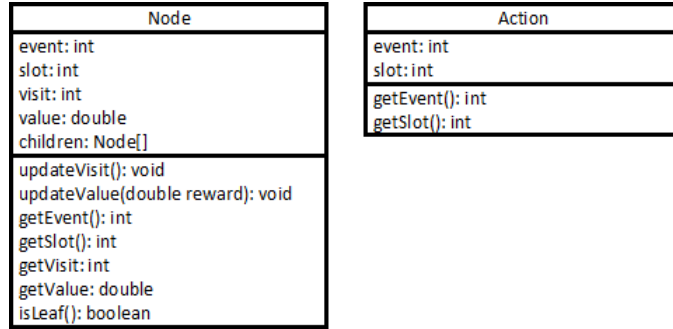 Node
event: int
slot: int
visit: int
value: double
children: Node[]
updateVisit(): void
updateValue(double reward): void
getEvent(): int
getSlot(): int
getVisit: int
getValue: double
isLeaf(): boolean
Action
event: int
slot: int
getEvent(): int
getSlot(): int